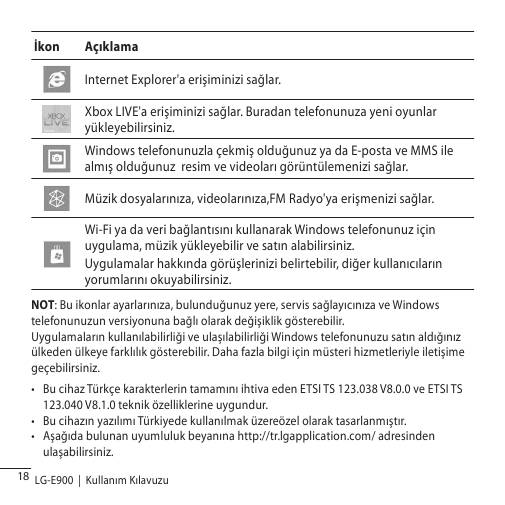 İkon Açıklama
Internet Explorer'a erişiminizi sağlar.
XBOX
LIVE
Xbox LIVE'a erişiminizi sağlar. Buradan telefonunuza yeni oyunlar
yükleyebilirsiniz.
Windows telefonunuzla çekmiş olduğunuz ya da E-posta ve MMS ile
almış olduğunuz resim ve videoları görüntülemenizi sağlar.
Müzik dosyalarınıza, videolarınıza,FM Radyo'ya erişmenizi sağlar.
Wi-Fi ya da veri bağlantısını kullanarak Windows telefonunuz için
uygulama, müzik yükleyebilir ve satın alabilirsiniz.
Uygulamalar hakkında görüşlerinizi belirtebilir, diğer kullanıcıların
yorumlarını okuyabilirsiniz.
NOT: Bu ikonlar ayarlarınıza, bulunduğunuz yere, servis sağlayıcınıza ve Windows
telefonunuzun versiyonuna bağlı olarak değişiklik gösterebilir.
Uygulamaların kullanılabilirliği ve ulaşılabilirliği Windows telefonunuzu satın aldığınız
ülkeden ülkeye farklılık gösterebilir. Daha fazla bilgi için müsteri hizmetleriyle iletişime
geçebilirsiniz.
• Bu cihaz Türkçe karakterlerin tamamını ihtiva eden ETSI TS 123.038 V8.0.0 ve ETSI TS
123.040 V8.1.0 teknik özelliklerine uygundur.
• Bu cihazın yazılımı Türkiyede kullanılmak üzereözel olarak tasarlanmıştır.
• Aşağıda bulunan uyumluluk beyanına http://tr.lgapplication.com/ adresinden
ulaşabilirsiniz.
18 LG-E900 | Kullanım Kılavuzu